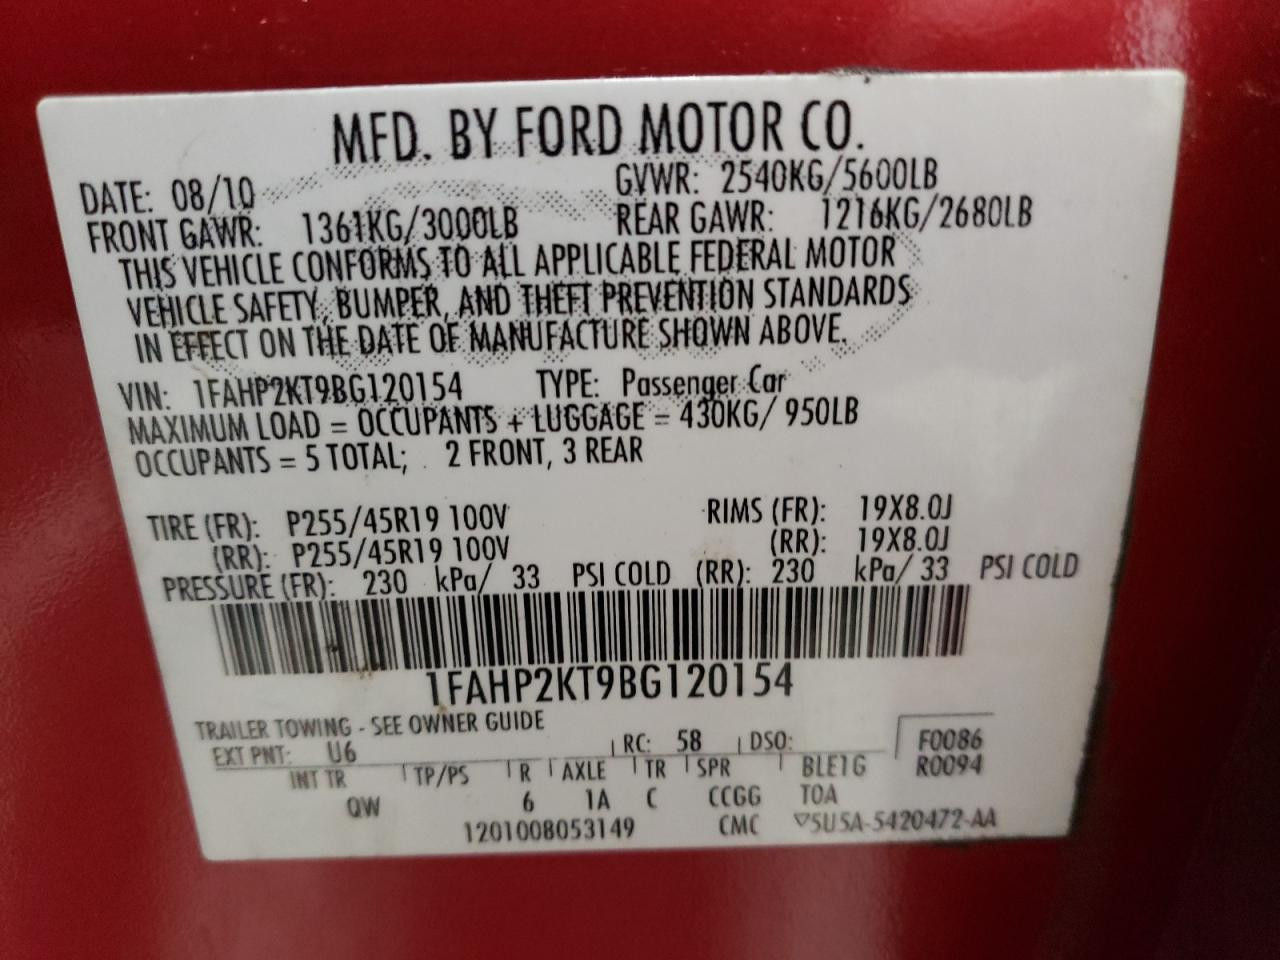 MFD. BY FORD MOTOR CO.
DATE: 08/10 GVWR: 2540KG/5600LB
FRONT GAWR: 1361KG/3000LB REAR GAWR: 1216KG/2680LB
THIS VEHICLE CONFORMS TO ALL APPLICABLE FEDERAL MOTOR
VEHICLE SAFETY, BUMPER, AND THEFT PREVENTION STANDARDS
IN EFFECT ON THE DATE OF MANUFACTURE SHOWN ABOVE.
VIN: 1FAHP2KT9BG120154 TYPE: Passenger Car
MAXIMUM LOAD = OCCUPANTS + LUGGAGE = 430KG/ 950LB
OCCUPANTS = 5 TOTAL; 2 FRONT, 3 REAR
TIRE (FR): P255/45R19 100V RIMS (FR): 19X8.0J
(RR): P255/45R19 100V (RR): 19X8.0J
PRESSURE (FR): 230 kPa/ 33 PSI COLD (RR): 230 kPa/ 33 PSI COLD
1FAHP2KT9BG120154
TRAILER TOWING - SEE OWNER GUIDE
EXT PNT: U6 RC: 58 DSO: F0086
INT TR TP/PS R AXLE TR SPR BLE1G R0094
QW 6 1A C CCGG TOA
1201008053149 CMC ▽5U5A-5420472-AA